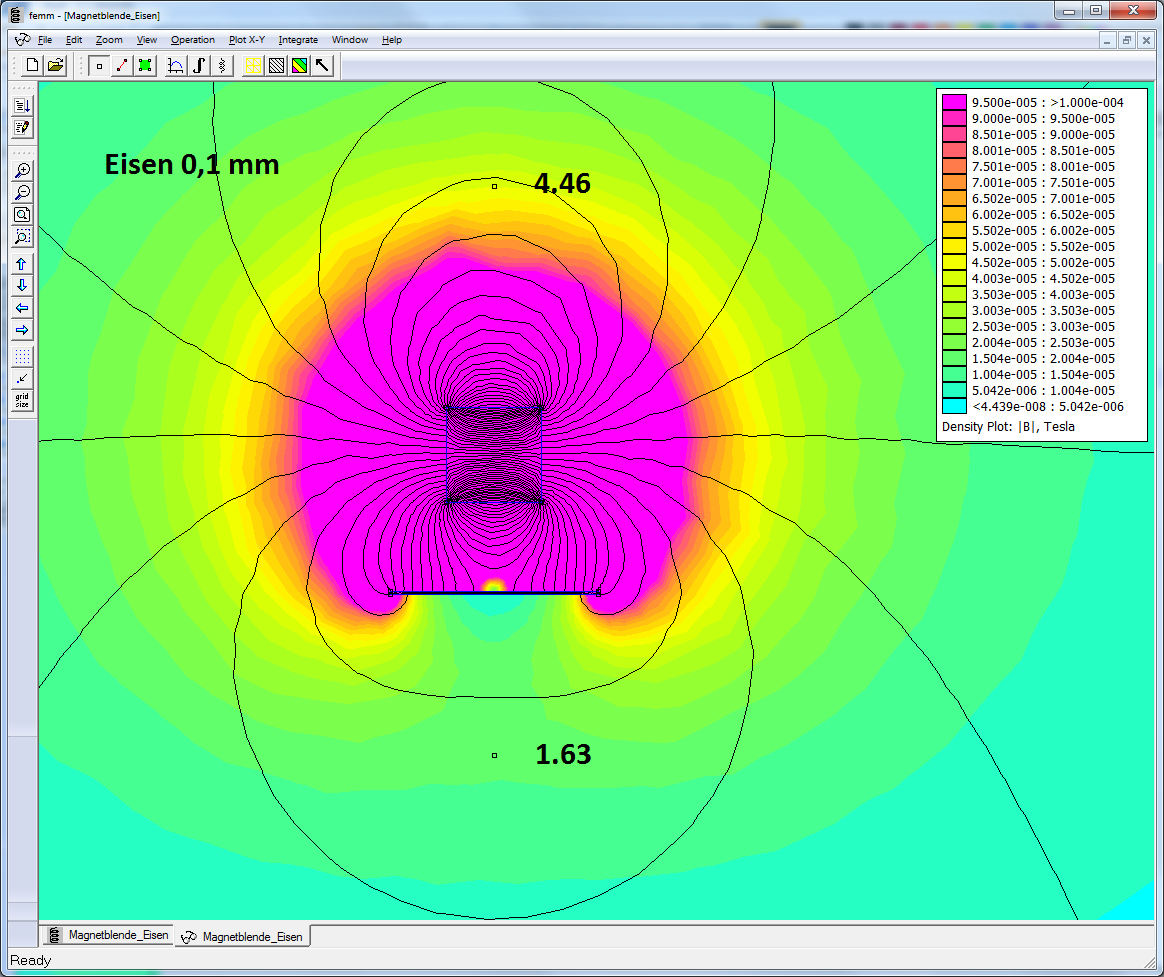 femm - [Magnetblende_Eisen]
File Edit Zoom View Operation Plot X-Y Integrate Window Help
grid
size
Eisen 0,1 mm
4.46
1.63
9.500e-005 : >1.000e-004
9.000e-005 : 9.500e-005
8.501e-005 : 9.000e-005
8.001e-005 : 8.501e-005
7.501e-005 : 8.001e-005
7.001e-005 : 7.501e-005
6.502e-005 : 7.001e-005
6.002e-005 : 6.502e-005
5.502e-005 : 6.002e-005
5.002e-005 : 5.502e-005
4.502e-005 : 5.002e-005
4.003e-005 : 4.502e-005
3.503e-005 : 4.003e-005
3.003e-005 : 3.503e-005
2.503e-005 : 3.003e-005
2.004e-005 : 2.503e-005
1.504e-005 : 2.004e-005
1.004e-005 : 1.504e-005
5.042e-006 : 1.004e-005
<4.439e-008 : 5.042e-006
Density Plot: |B|, Tesla
Magnetblende_Eisen
Magnetblende_Eisen
Ready